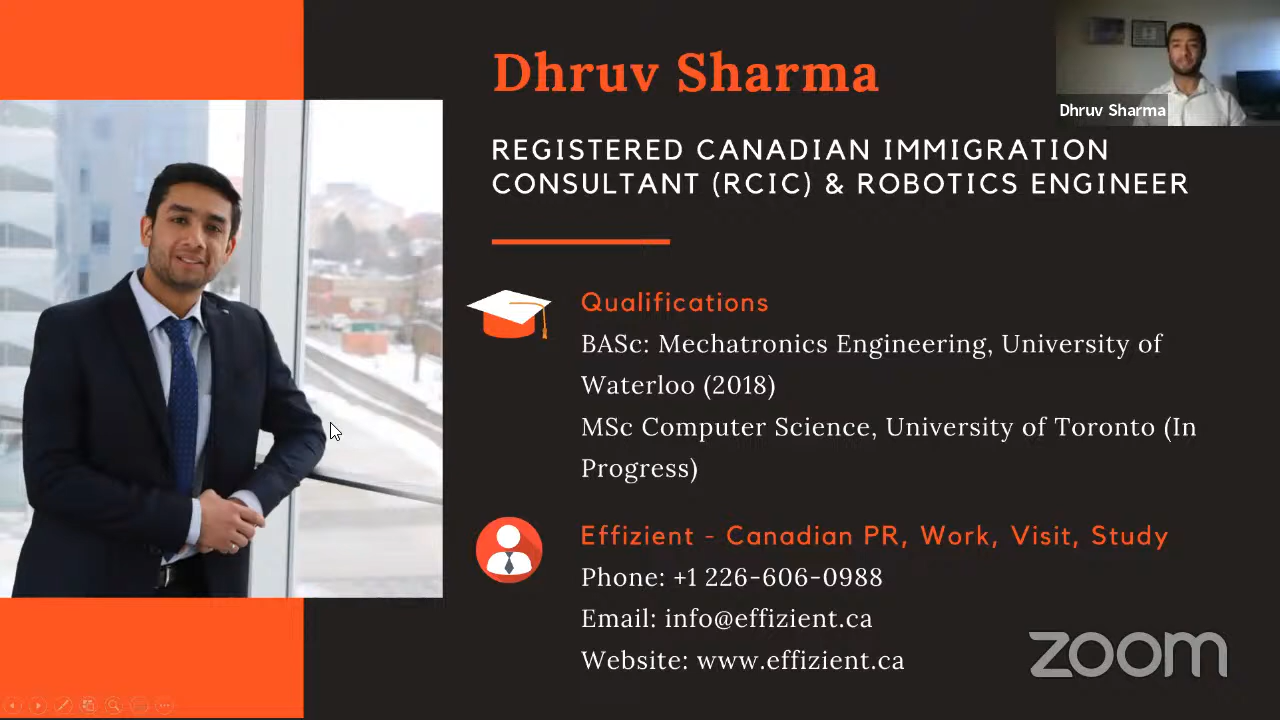 Dhruv Sharma
Dhruv Sharma
REGISTERED CANADIAN IMMIGRATION
CONSULTANT (RCIC) & ROBOTICS ENGINEER
Qualifications
BASc: Mechatronics Engineering, University of
Waterloo (2018)
MSc Computer Science, University of Toronto (In
Progress)
Effizient - Canadian PR, Work, Visit, Study
Phone: +1 226-606-0988
Email: info@effizient.ca
Website: www.effizient.ca
zoom